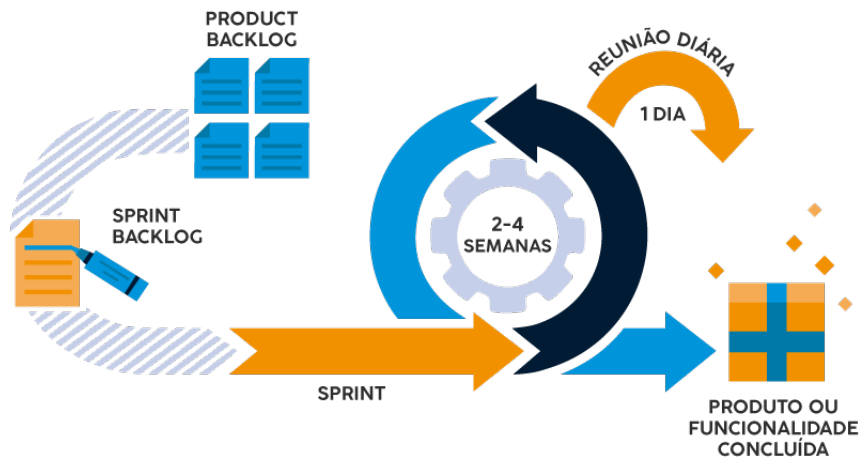 PRODUCT
BACKLOG
REUNIÃO DIÁRIA
1 DIA
SPRINT
BACKLOG
2-4
SEMANAS
SPRINT
PRODUTO OU
FUNCIONALIDADE
CONCLUÍDA